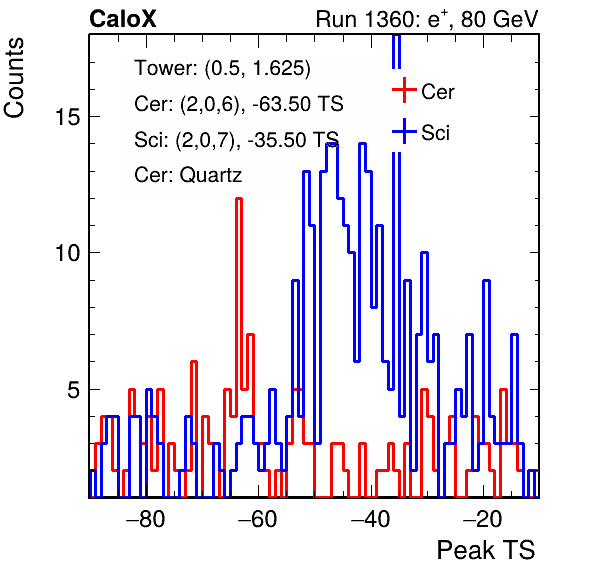 CaloX Run 1360: e⁺, 80 GeV
Counts
Tower: (0.5, 1.625)
Cer: (2,0,6), -63.50 TS
Sci: (2,0,7), -35.50 TS
Cer: Quartz
Cer
Sci
15
10
5
−80 −60 −40 −20
Peak TS